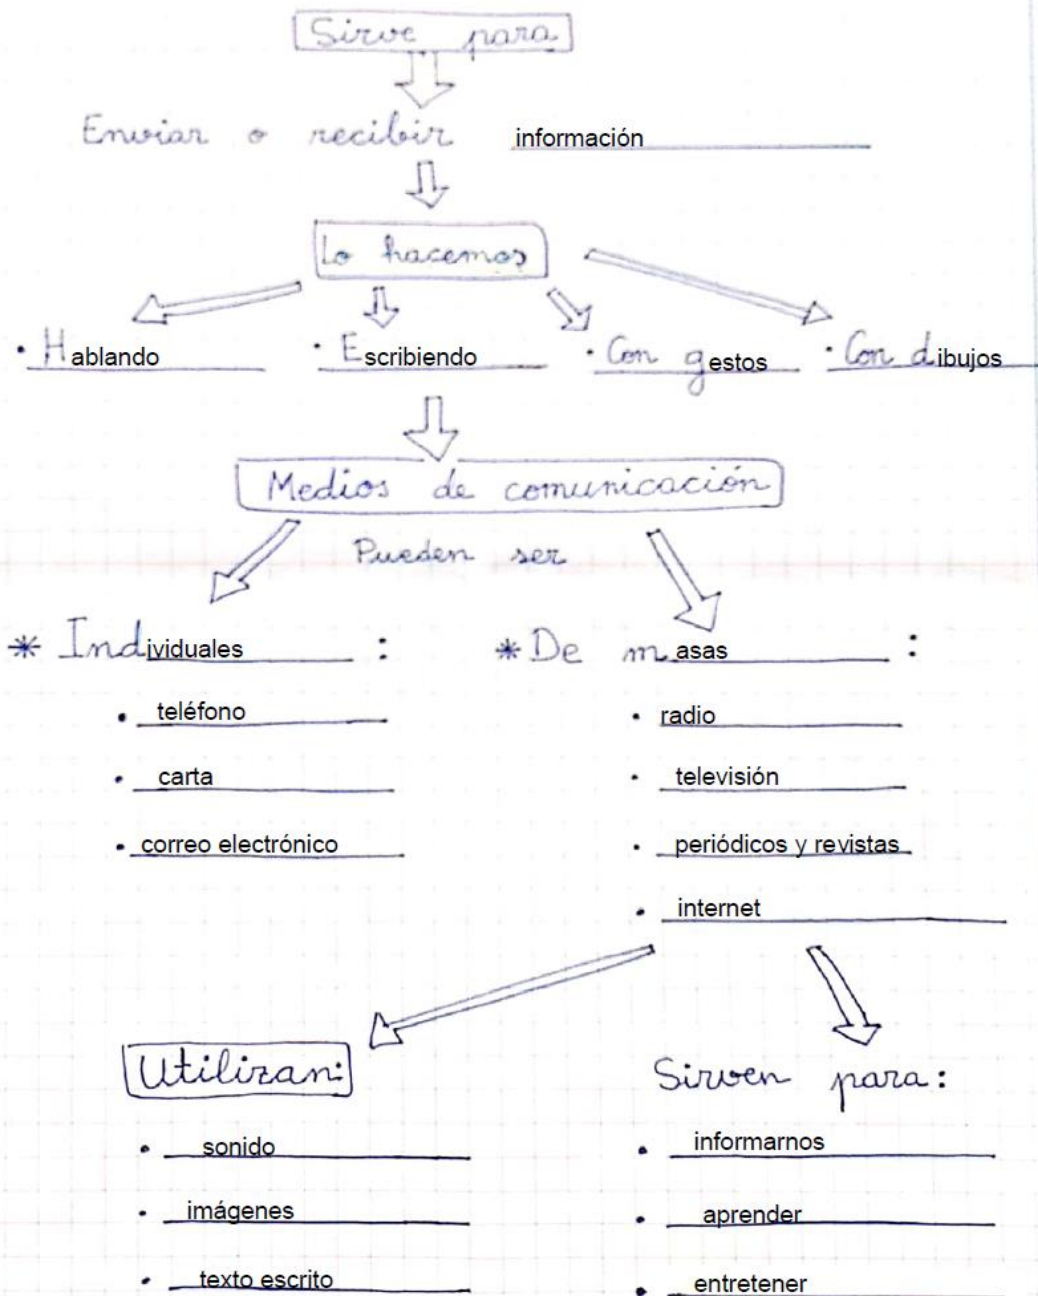 Sirve para
Enviar o recibir información
Lo hacemos
• Hablando • Escribiendo • Con gestos • Con dibujos
Medios de comunicación
Pueden ser
* Individuales : * De masas :
• teléfono • radio
• carta • televisión
• correo electrónico • periódicos y revistas
• internet
Utilizan: Sirven para:
• sonido • informarnos
• imágenes • aprender
• texto escrito • entretener